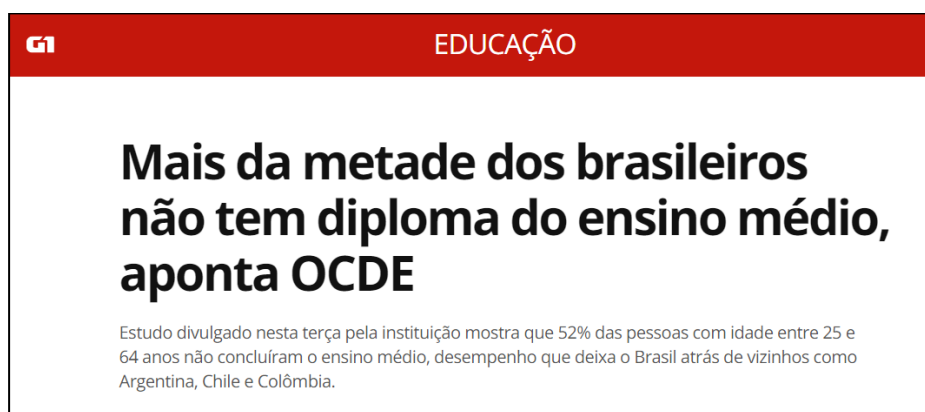 G1
EDUCAÇÃO
Mais da metade dos brasileiros
não tem diploma do ensino médio,
aponta OCDE
Estudo divulgado nesta terça pela instituição mostra que 52% das pessoas com idade entre 25 e
64 anos não concluíram o ensino médio, desempenho que deixa o Brasil atrás de vizinhos como
Argentina, Chile e Colômbia.